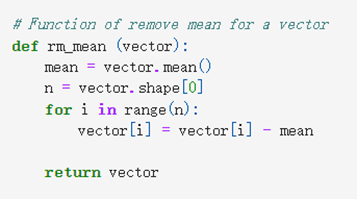 # Function of remove mean for a vector
def rm_mean (vector):
    mean = vector.mean()
    n = vector.shape[0]
    for i in range(n):
        vector[i] = vector[i] - mean

    return vector